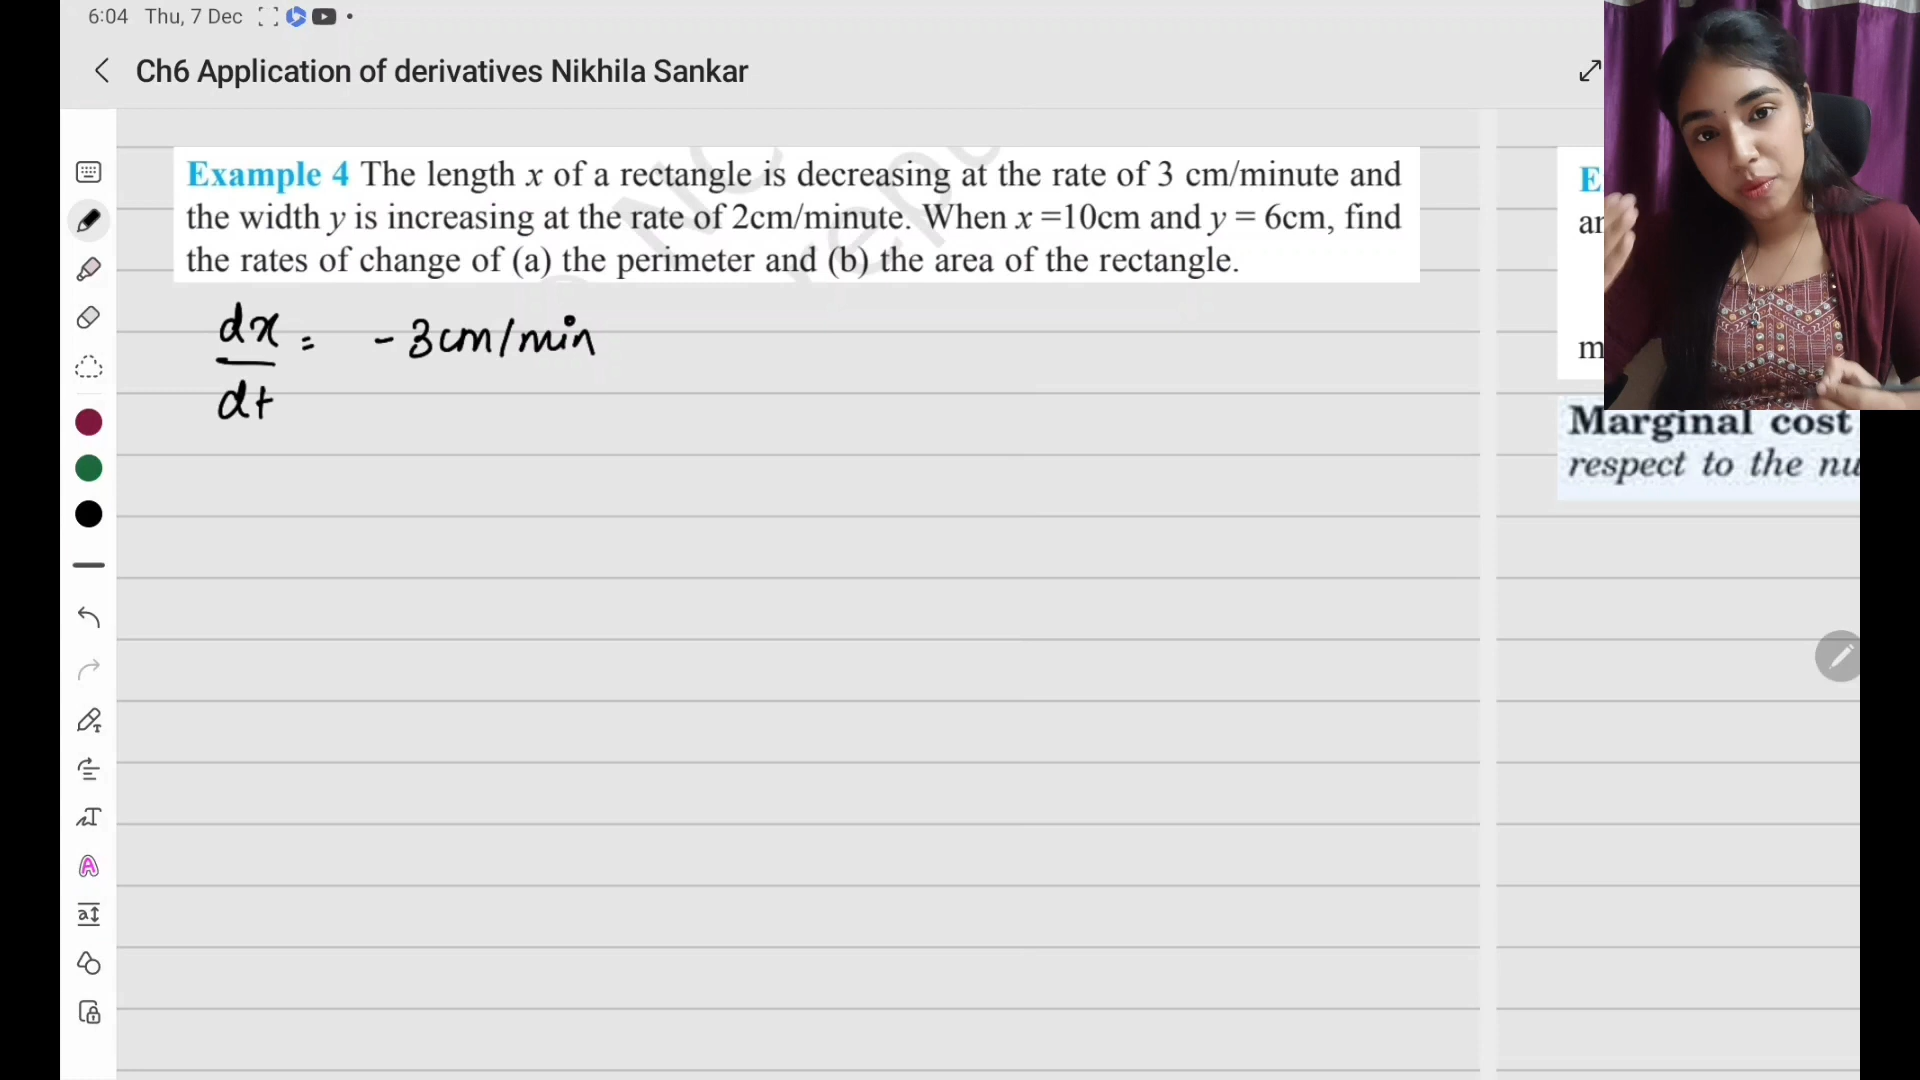 6:04 Thu, 7 Dec
Ch6 Application of derivatives Nikhila Sankar
Example 4 The length x of a rectangle is decreasing at the rate of 3 cm/minute and
the width y is increasing at the rate of 2cm/minute. When x =10cm and y = 6cm, find
the rates of change of (a) the perimeter and (b) the area of the rectangle.
dx
= -3cm/min
dt
E
ar
m
Marginal cost
respect to the nu